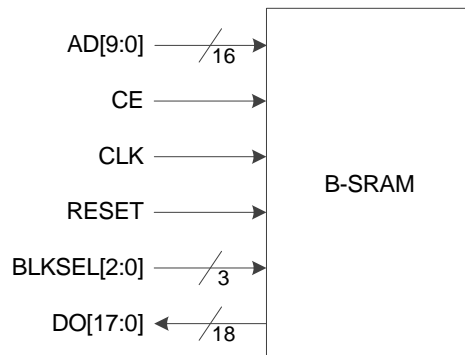 AD[9:0]
16
CE
CLK
B-SRAM
RESET
BLKSEL[2:0]
3
DO[17:0]
18